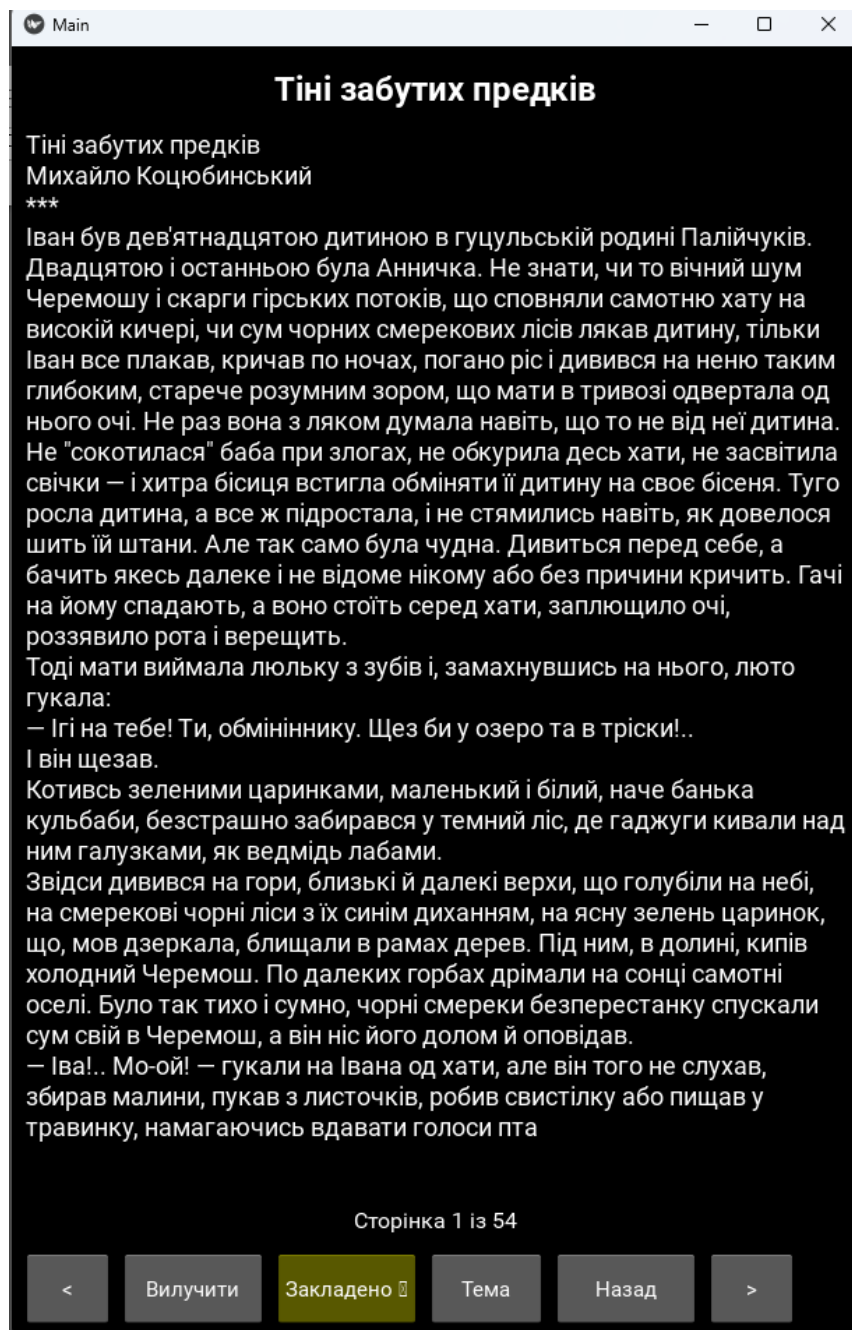 Main
Тіні забутих предків
Тіні забутих предків
Михайло Коцюбинський
***
Іван був дев'ятнадцятою дитиною в гуцульській родині Палійчуків.
Двадцятою і останньою була Анничка. Не знати, чи то вічний шум
Черемошу і скарги гірських потоків, що сповняли самотню хату на
високій кичері, чи сум чорних смерекових лісів лякав дитину, тільки
Іван все плакав, кричав по ночах, погано ріс і дивився на неню таким
глибоким, старече розумним зором, що мати в тривозі одвертала од
нього очі. Не раз вона з ляком думала навіть, що то не від неї дитина.
Не "сокотилася" баба при злогах, не обкурила десь хати, не засвітила
свічки — і хитра бісиця встигла обміняти її дитину на своє бісеня. Туго
росла дитина, а все ж підростала, і не стямились навіть, як довелося
шить їй штани. Але так само була чудна. Дивиться перед себе, а
бачить якесь далеке і не відоме нікому або без причини кричить. Гачі
на йому спадають, а воно стоїть серед хати, заплющило очі,
роззявило рота і верещить.
Тоді мати виймала люльку з зубів і, замахнувшись на нього, люто
гукала:
— Ігі на тебе! Ти, обмініннику. Щез би у озеро та в тріски!..
І він щезав.
Котивсь зеленими царинками, маленький і білий, наче банька
кульбаби, безстрашно забирався у темний ліс, де гаджуги кивали над
ним галузками, як ведмідь лабами.
Звідси дивився на гори, близькі й далекі верхи, що голубіли на небі,
на смерекові чорні ліси з їх синім диханням, на ясну зелень царинок,
що, мов дзеркала, блищали в рамах дерев. Під ним, в долині, кипів
холодний Черемош. По далеких горбах дрімали на сонці самотні
оселі. Було так тихо і сумно, чорні смереки безперестанку спускали
сум свій в Черемош, а він ніс його долом й оповідав.
— Іва!.. Мо-ой! — гукали на Івана од хати, але він того не слухав,
збирав малини, пукав з листочків, робив свистілку або пищав у
травинку, намагаючись вдавати голоси пта
Сторінка 1 із 54
< Вилучити Закладено Тема Назад >